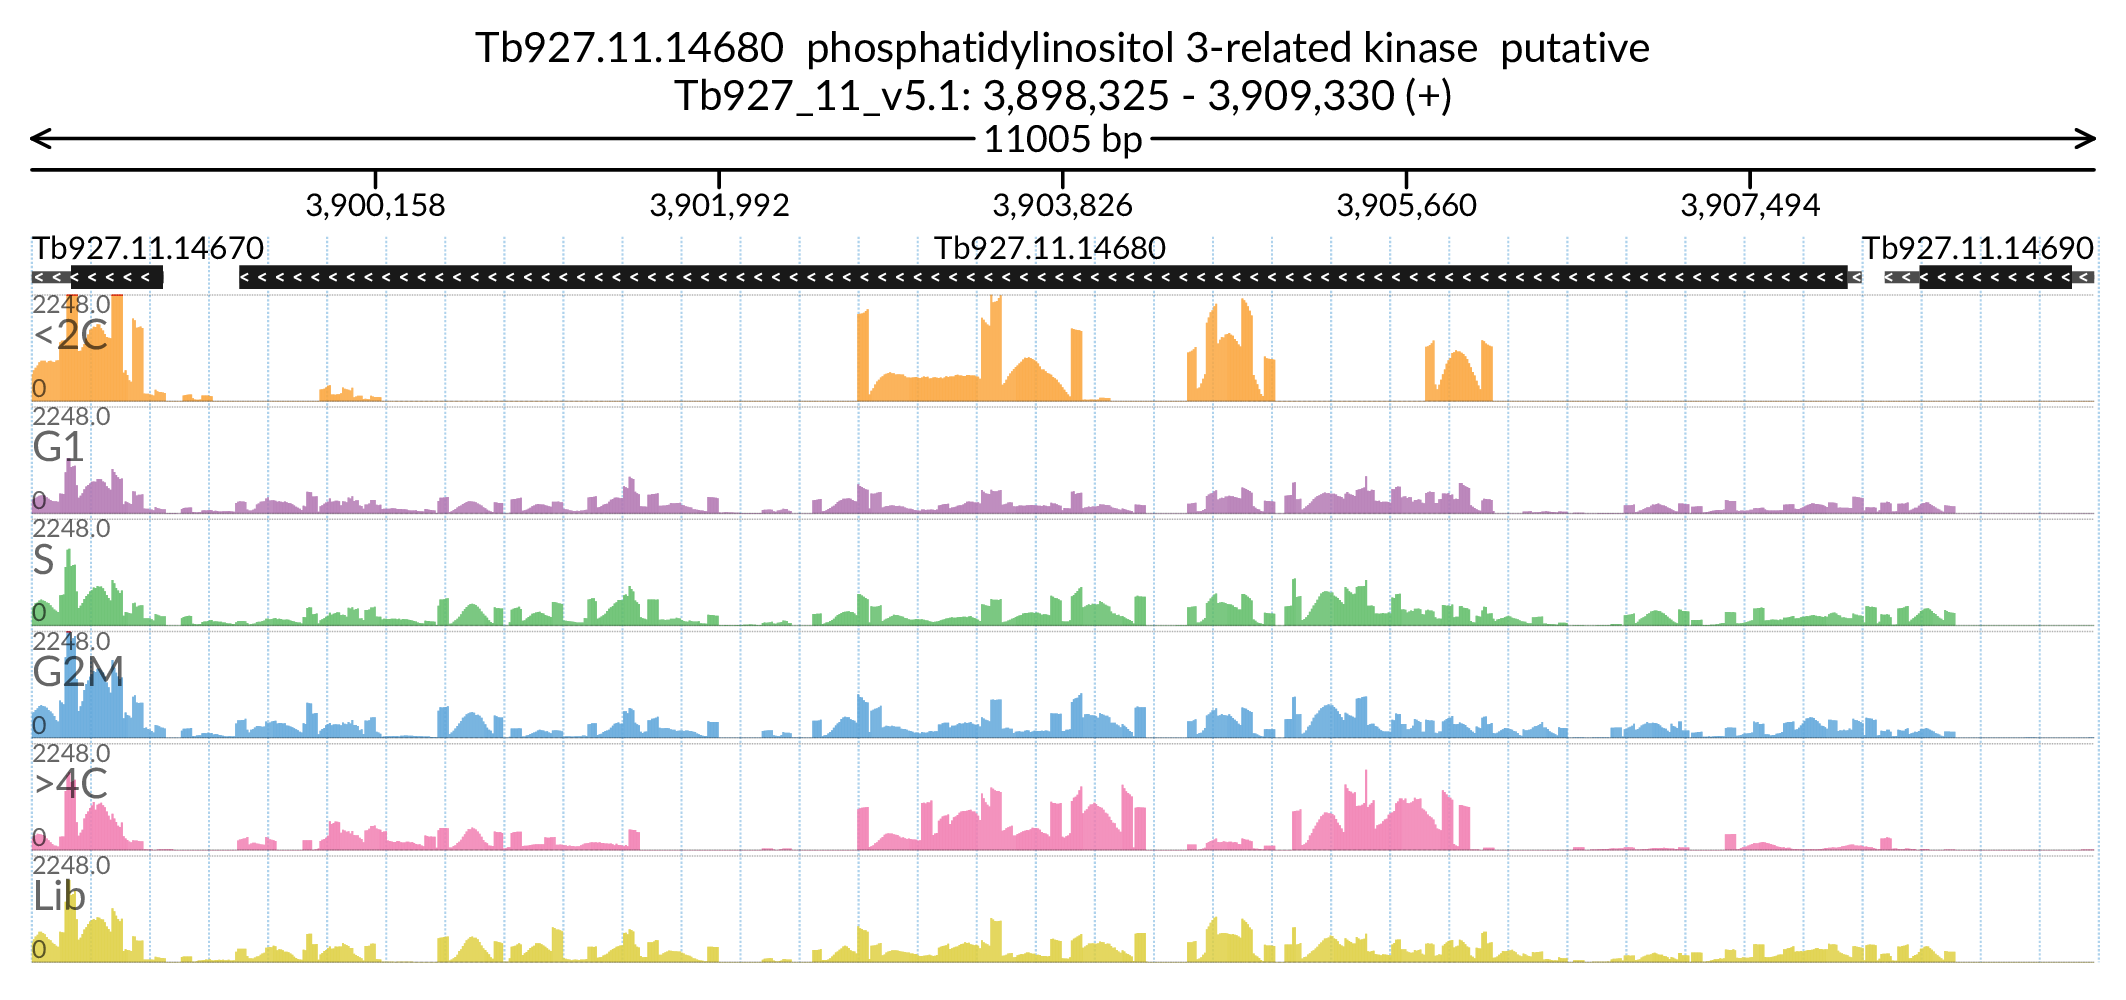 Tb927.11.14680  phosphatidylinositol 3-related kinase  putative
Tb927_11_v5.1: 3,898,325 - 3,909,330 (+)
11005 bp
3,900,158 3,901,992 3,903,826 3,905,660 3,907,494
Tb927.11.14670 Tb927.11.14680 Tb927.11.14690
2248.0
<2C
0
2248.0
G1
0
2248.0
S
0
2248.0
G2M
0
2248.0
>4C
0
2248.0
Lib
0